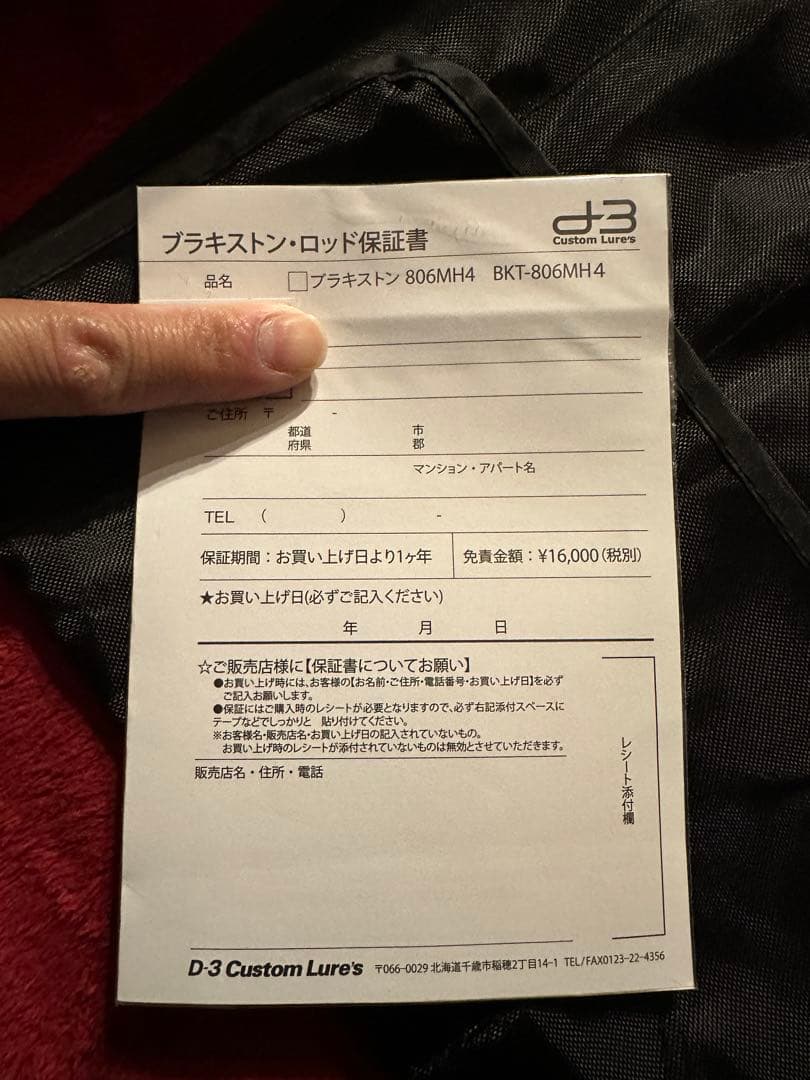 d-3
Custom Lure's
ブラキストン・ロッド保証書
品名 □ブラキストン 806MH4 BKT-806MH4
ご住所 〒 -
都道 市
府県 郡
マンション・アパート名
TEL ( ) -
保証期間：お買い上げ日より1ヶ年 免責金額：¥16,000(税別)
★お買い上げ日(必ずご記入ください)
年 月 日
☆ご販売店様に【保証書についてお願い】
●お買い上げ時には、お客様の【お名前・ご住所・電話番号・お買い上げ日】を必ず
ご記入お願いします。
●保証にはご購入時のレシートが必要となりますので、必ず右記添付スペースに
テープなどでしっかりと 貼り付けてください。
※お客様名・販売店名・お買い上げ日の記入されていないもの。
お買い上げ時のレシートが添付されていないものは無効とさせていただきます。
レシート添付欄
販売店名・住所・電話
D-3 Custom Lure's 〒066-0029 北海道千歳市稲穂2丁目14-1 TEL/FAX0123-22-4356